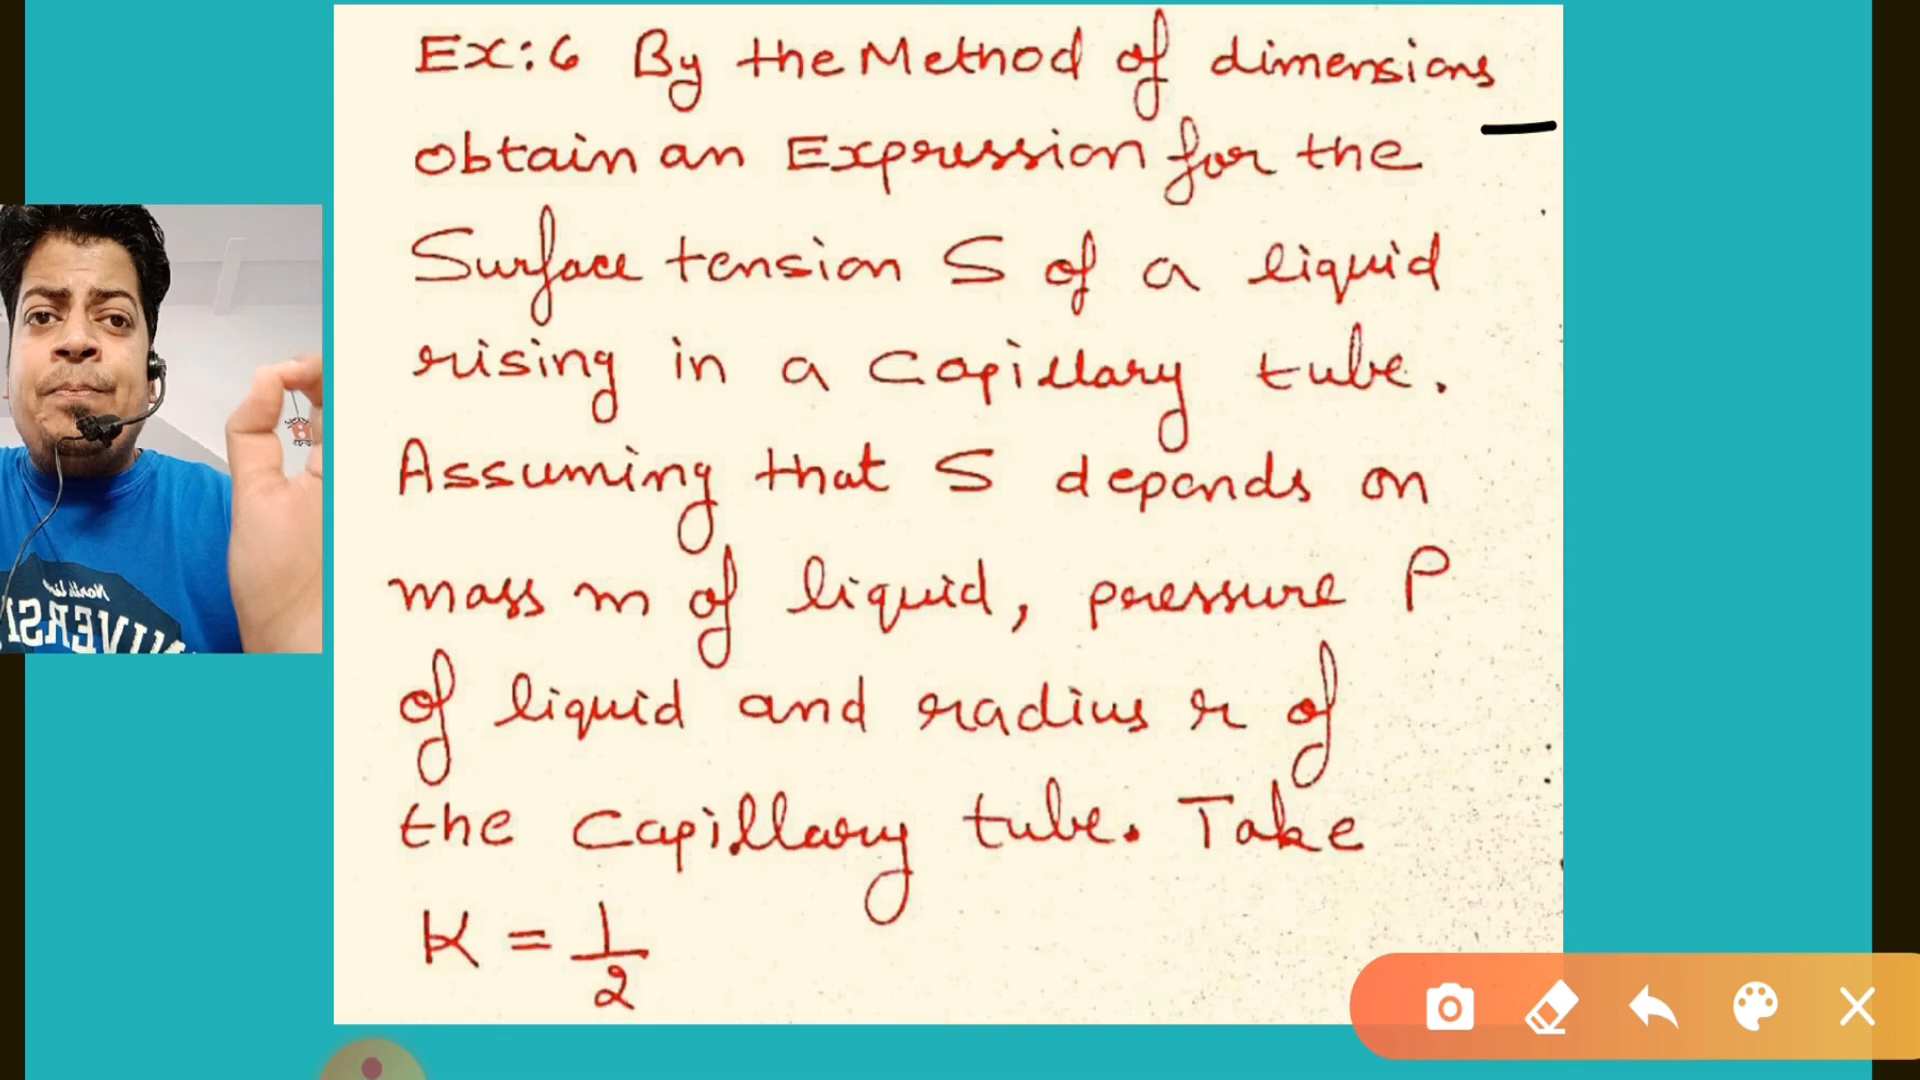 Ex:6 By the Method of dimensions
obtain an Expression for the
Surface tension S of a liquid
rising in a Capillary tube.
Assuming that S depends on
mass m of liquid, pressure P
of liquid and radius r of
the Capillary tube. Take
K = 1/2